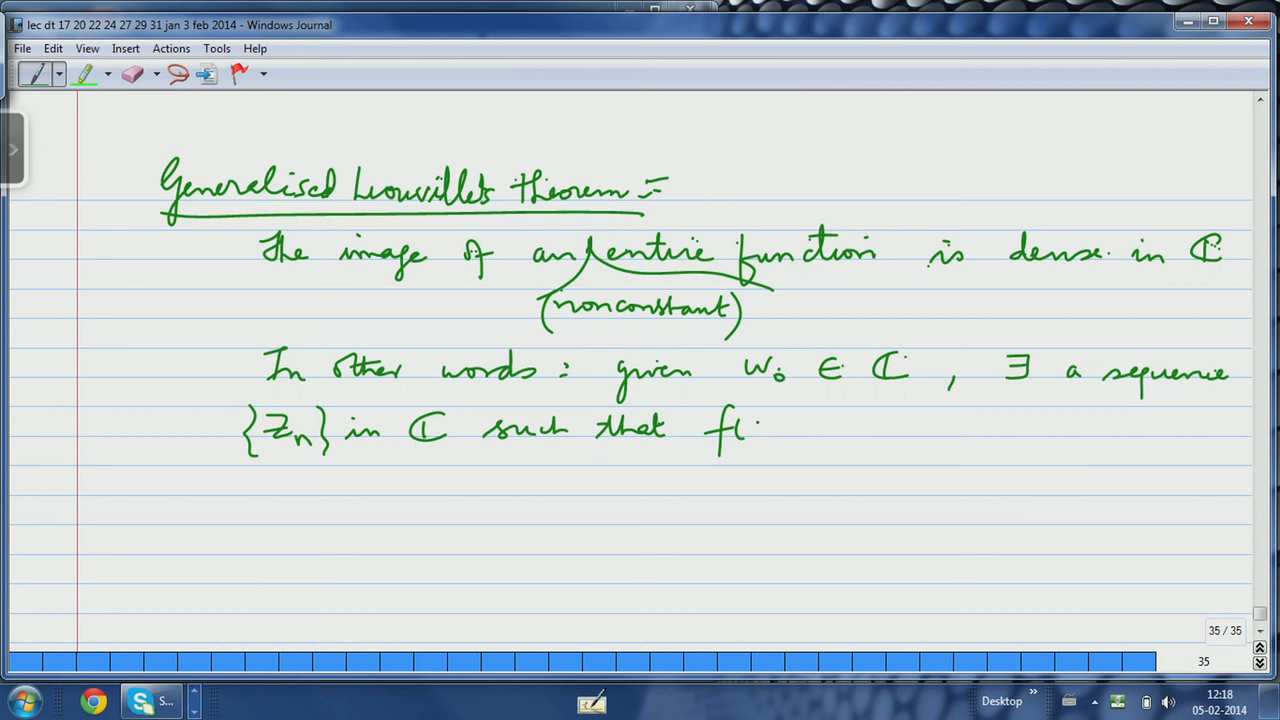 lec dt 17 20 22 24 27 29 31 jan 3 feb 2014 - Windows Journal
File Edit View Insert Actions Tools Help
Generalised Liouville's theorem :-
The image of an entire function is dense in ℂ
(nonconstant)
In other words : given w₀ ∈ ℂ , ∃ a sequence
{Zₙ} in ℂ such that f(
35 / 35
35
S...
Desktop »
12:18
05-02-2014